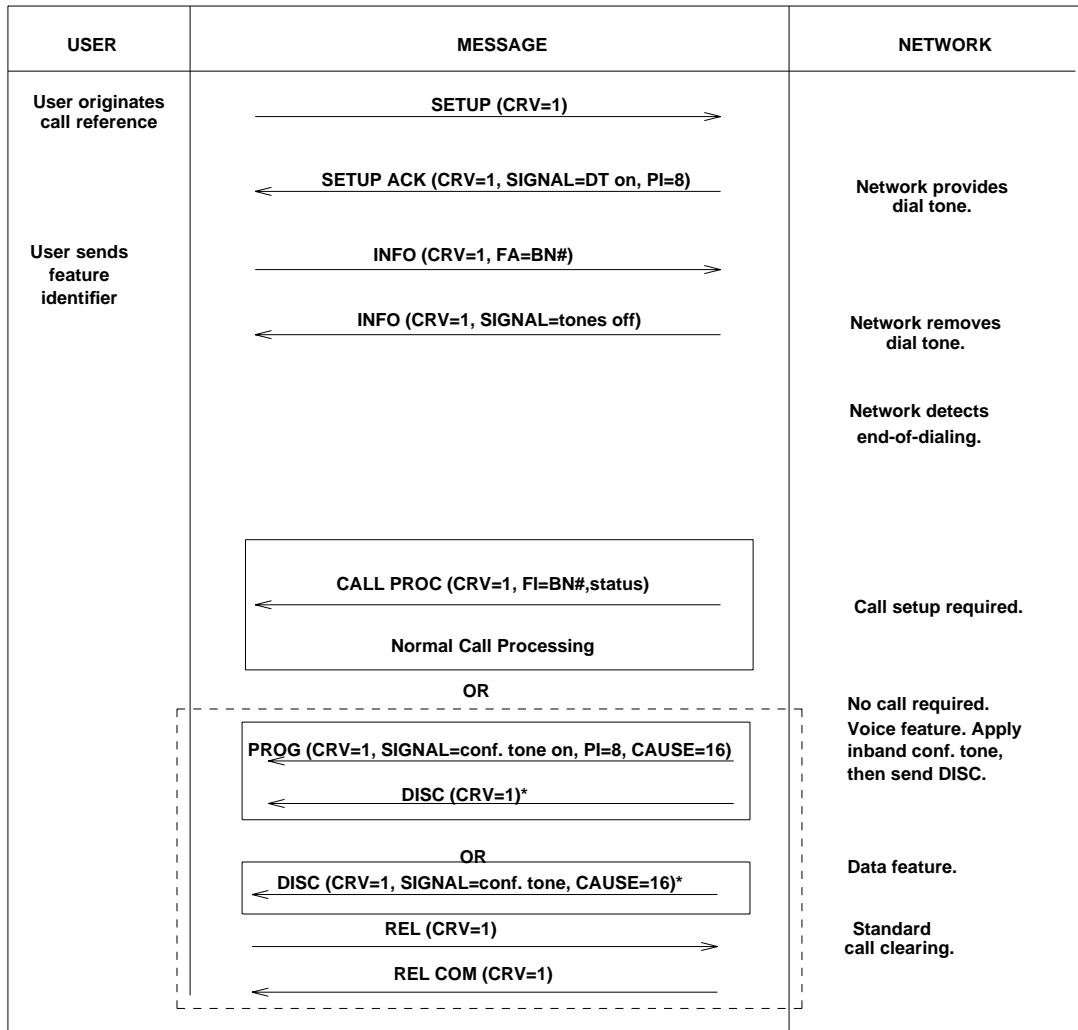 USER
MESSAGE
NETWORK
User originates
call reference
SETUP (CRV=1)
SETUP ACK (CRV=1, SIGNAL=DT on, PI=8)
Network provides
dial tone.
User sends
feature
identifier
INFO (CRV=1, FA=BN#)
INFO (CRV=1, SIGNAL=tones off)
Network removes
dial tone.
Network detects
end-of-dialing.
CALL PROC (CRV=1, FI=BN#,status)
Call setup required.
Normal Call Processing
OR
No call required.
Voice feature. Apply
inband conf. tone,
then send DISC.
PROG (CRV=1, SIGNAL=conf. tone on, PI=8, CAUSE=16)
DISC (CRV=1)*
OR
Data feature.
DISC (CRV=1, SIGNAL=conf. tone, CAUSE=16)*
REL (CRV=1)
Standard
call clearing.
REL COM (CRV=1)